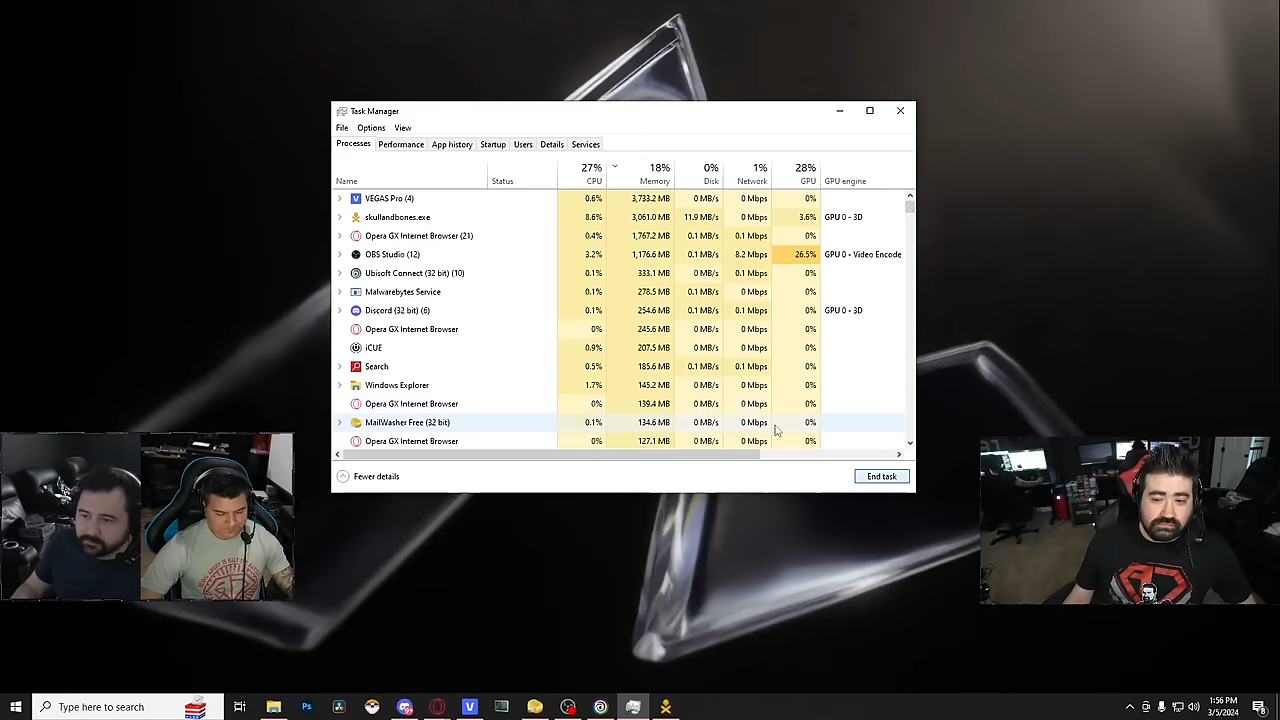 Task Manager
File Options View
Processes Performance App history Startup Users Details Services
27% 18% 0% 1% 28%
Name Status CPU Memory Disk Network GPU GPU engine
VEGAS Pro (4) 0.6% 3,733.2 MB 0 MB/s 0 Mbps 0%
skullandbones.exe 8.6% 3,061.0 MB 11.9 MB/s 0 Mbps 3.6% GPU 0 - 3D
Opera GX Internet Browser (21) 0.4% 1,767.2 MB 0.1 MB/s 0.1 Mbps 0%
OBS Studio (12) 3.2% 1,176.6 MB 0.1 MB/s 8.2 Mbps 26.5% GPU 0 - Video Encode
Ubisoft Connect (32 bit) (10) 0.1% 333.1 MB 0 MB/s 0.1 Mbps 0%
Malwarebytes Service 0.1% 278.5 MB 0 MB/s 0 Mbps 0%
Discord (32 bit) (6) 0.1% 254.6 MB 0.1 MB/s 0.1 Mbps 0% GPU 0 - 3D
Opera GX Internet Browser 0% 245.6 MB 0 MB/s 0 Mbps 0%
iCUE 0.9% 207.5 MB 0 MB/s 0 Mbps 0%
Search 0.5% 185.6 MB 0.1 MB/s 0.1 Mbps 0%
Windows Explorer 1.7% 145.2 MB 0 MB/s 0 Mbps 0%
Opera GX Internet Browser 0% 139.4 MB 0 MB/s 0 Mbps 0%
MailWasher Free (32 bit) 0.1% 134.6 MB 0 MB/s 0 Mbps 0%
Opera GX Internet Browser 0% 127.1 MB 0 MB/s 0 Mbps 0%
Fewer details End task
Type here to search
1:56 PM
3/5/2024